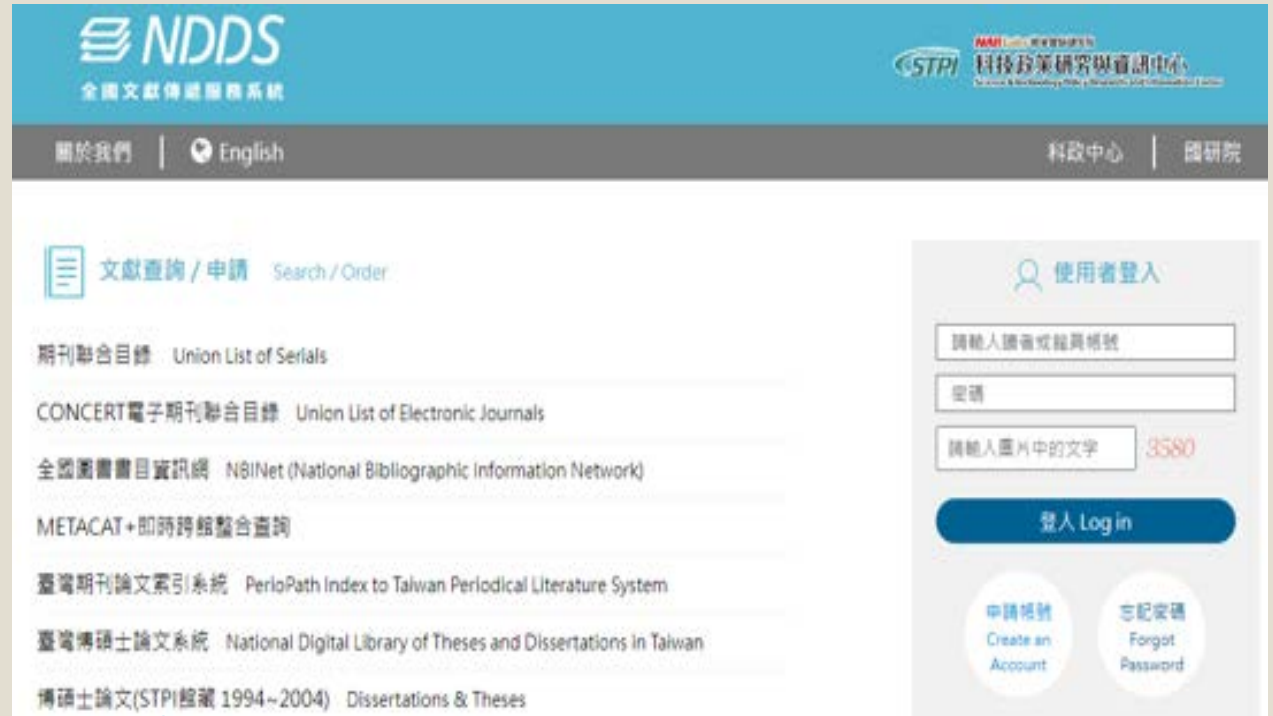 NDDS
全國文獻傳遞服務系統
STPI
科技政策研究與資訊中心
關於我們
English
科政中心
國研院
文獻查詢 / 申請 Search / Order
期刊聯合目錄 Union List of Serials
CONCERT電子期刊聯合目錄 Union List of Electronic Journals
全國圖書書目資訊網 NBINet (National Bibliographic Information Network)
METACAT+即時跨館整合查詢
臺灣期刊論文索引系統 PerioPath Index to Taiwan Periodical Literature System
臺灣博碩士論文系統 National Digital Library of Theses and Dissertations in Taiwan
博碩士論文(STPI館藏 1994~2004) Dissertations & Theses
使用者登入
請輸入讀者或館員帳號
密碼
請輸入圖片中的文字
3580
登入 Log in
申請帳號
Create an
Account
忘記密碼
Forgot
Password